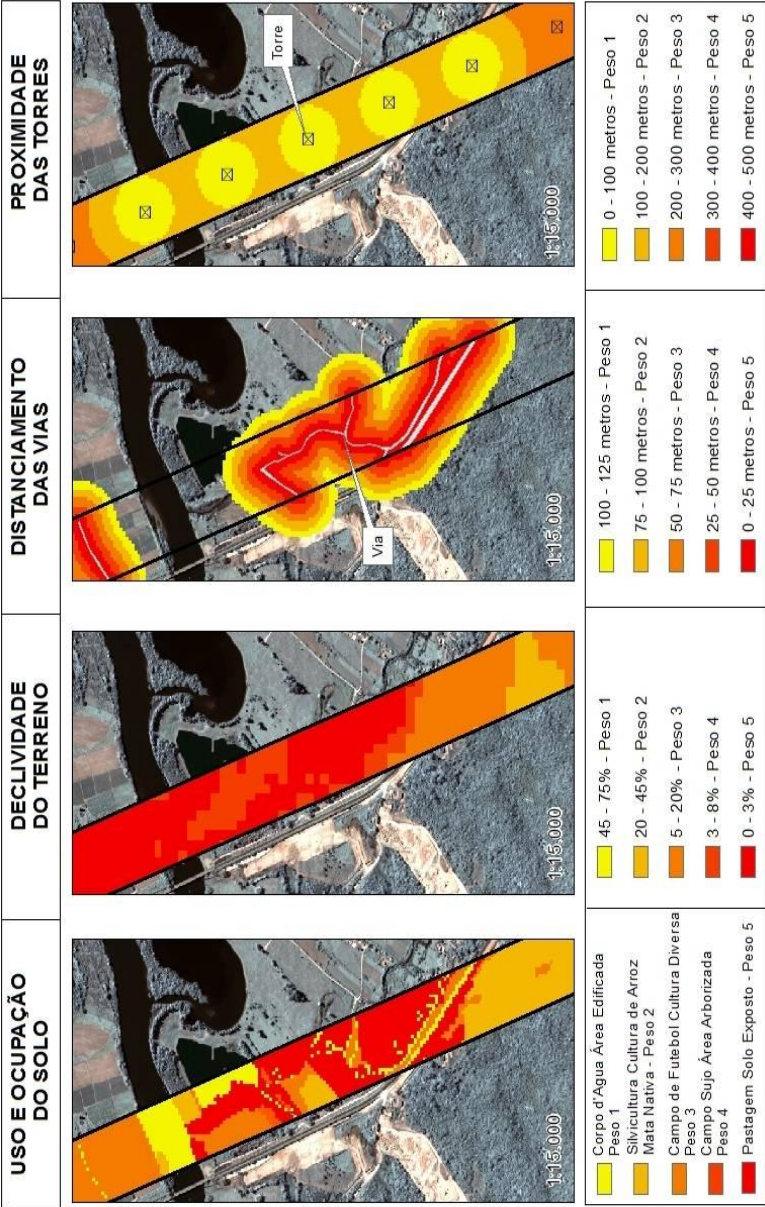 USO E OCUPAÇÃO
DO SOLO
DECLIVIDADE
DO TERRENO
DISTANCIAMENTO
DAS VIAS
PROXIMIDADE
DAS TORRES
1:15.000
1:15.000
Via
1:15.000
Torre
1:15.000
Corpo d'Agua Área Edificada
Peso 1
Silvicultura Cultura de Arroz
Mata Nativa - Peso 2
Campo de Futebol Cultura Diversa
Peso 3
Campo Sujo Área Arborizada
Peso 4
Pastagem Solo Exposto - Peso 5
45 - 75% - Peso 1
20 - 45% - Peso 2
5 - 20% - Peso 3
3 - 8% - Peso 4
0 - 3% - Peso 5
100 - 125 metros - Peso 1
75 - 100 metros - Peso 2
50 - 75 metros - Peso 3
25 - 50 metros - Peso 4
0 - 25 metros - Peso 5
0 - 100 metros - Peso 1
100 - 200 metros - Peso 2
200 - 300 metros - Peso 3
300 - 400 metros - Peso 4
400 - 500 metros - Peso 5